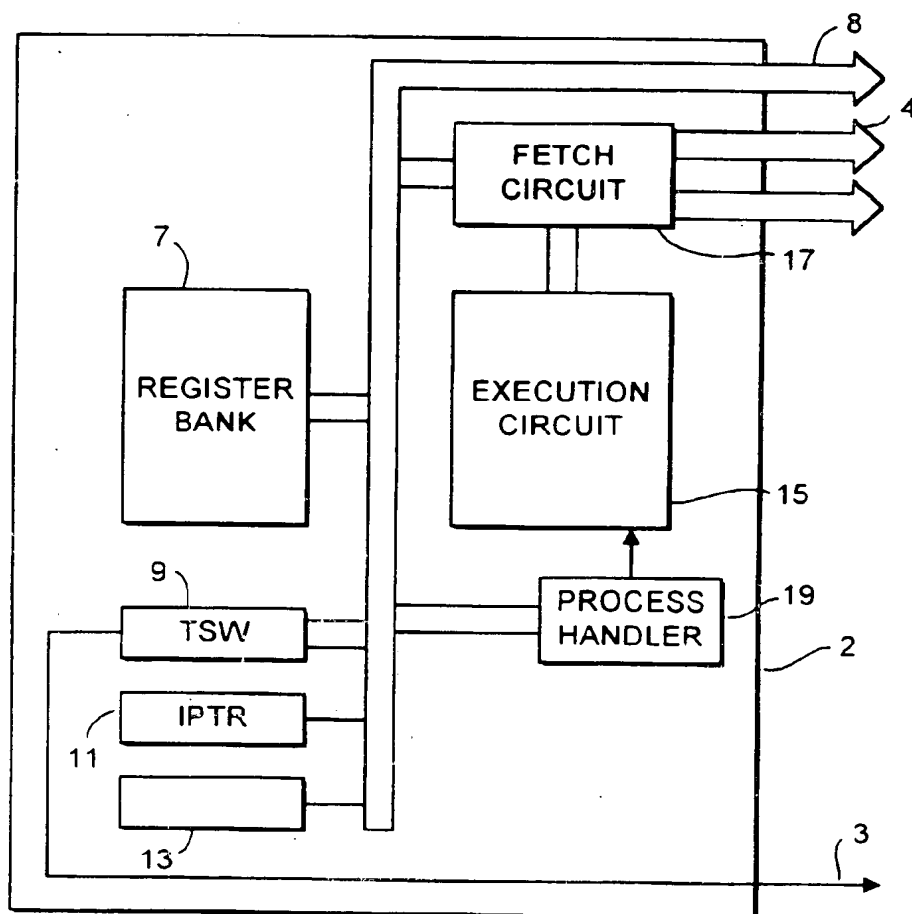 8
4
FETCH
CIRCUIT
17
7
REGISTER
BANK
EXECUTION
CIRCUIT
15
9
TSW
PROCESS
HANDLER
19
2
IPTR
11
13
3